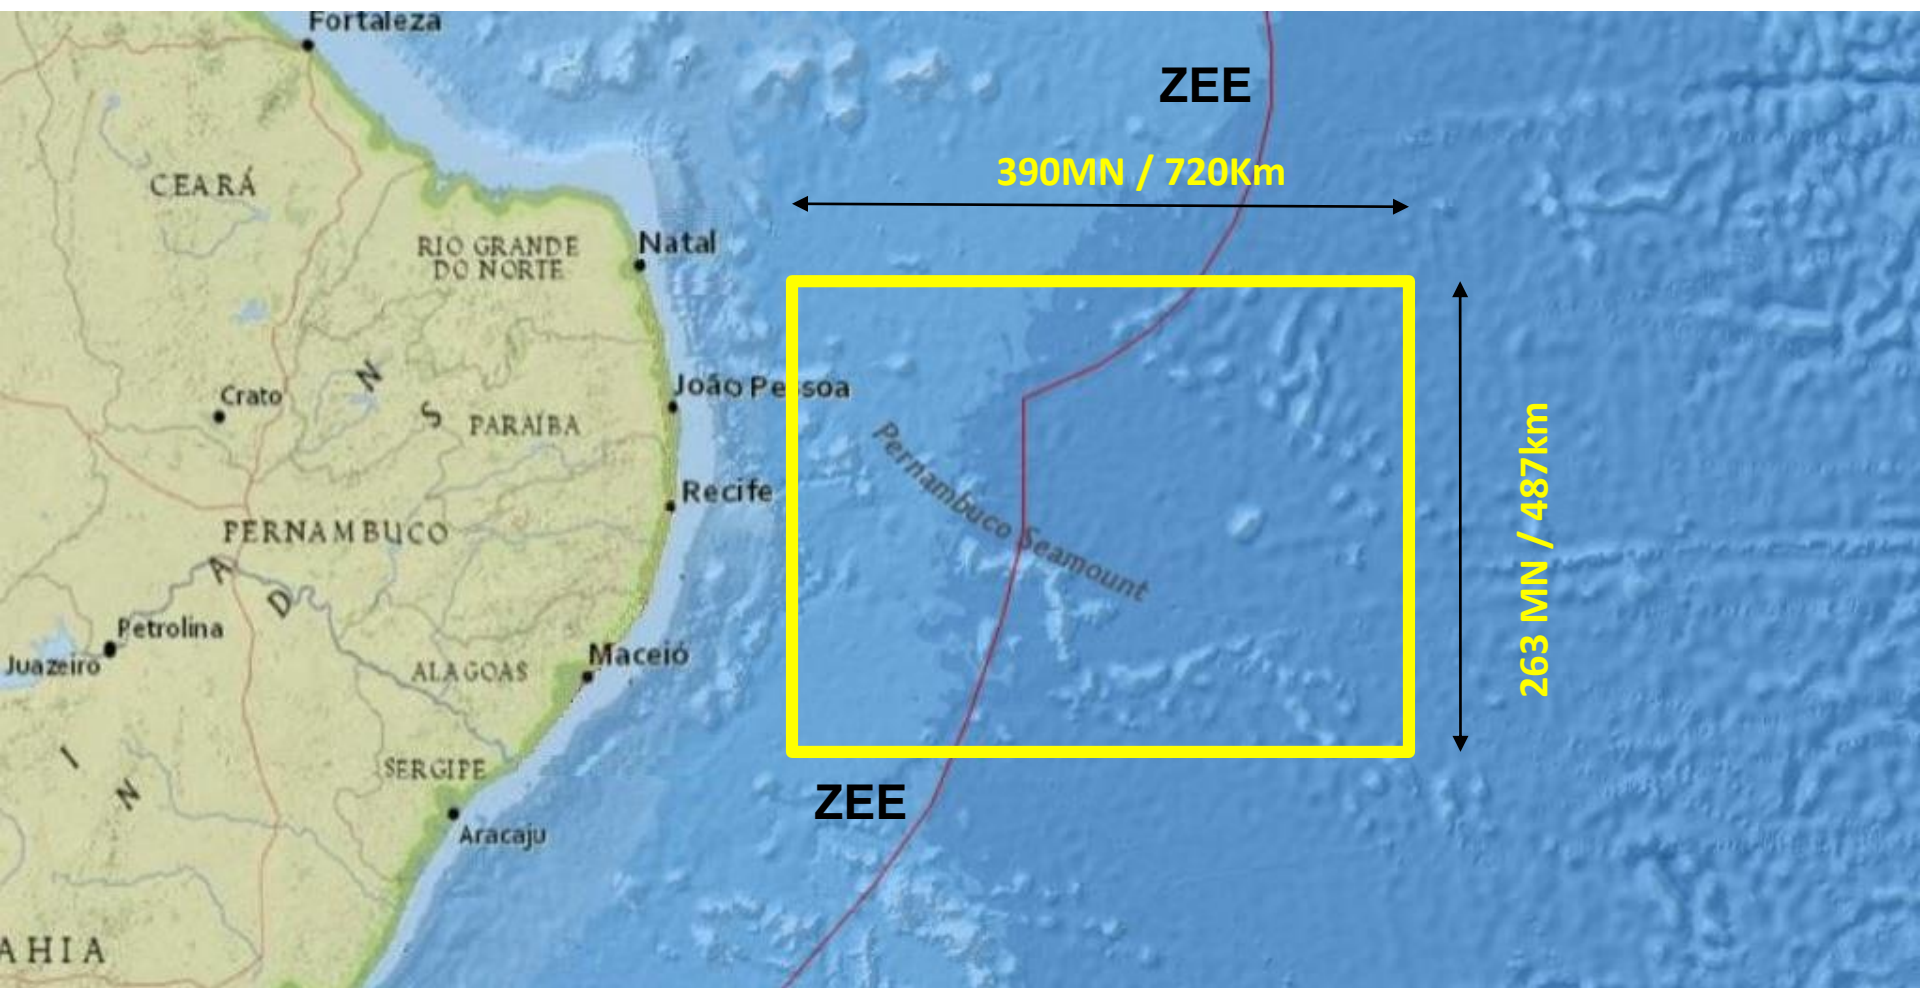 Fortaleza
ZEE
390MN / 720Km
CEARÁ
RIO GRANDE
DO NORTE
Natal
João Pessoa
Crato
N
S
PARAÍBA
Pernambuco Seamount
263 MN / 487km
Recife
PERNAMBUCO
A
D
Petrolina
Juazeiro
Maceió
ALAGOAS
I
N
SERGIPE
ZEE
Aracaju
AHIA